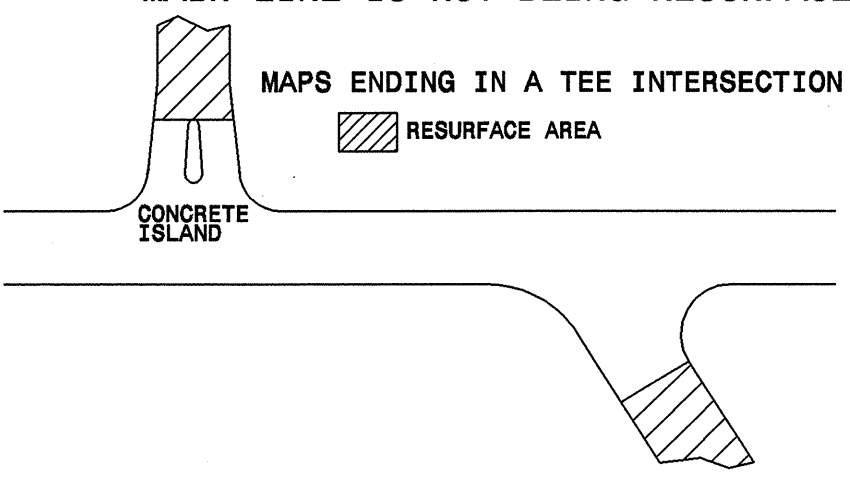 MAPS ENDING IN A TEE INTERSECTION
RESURFACE AREA
CONCRETE
ISLAND